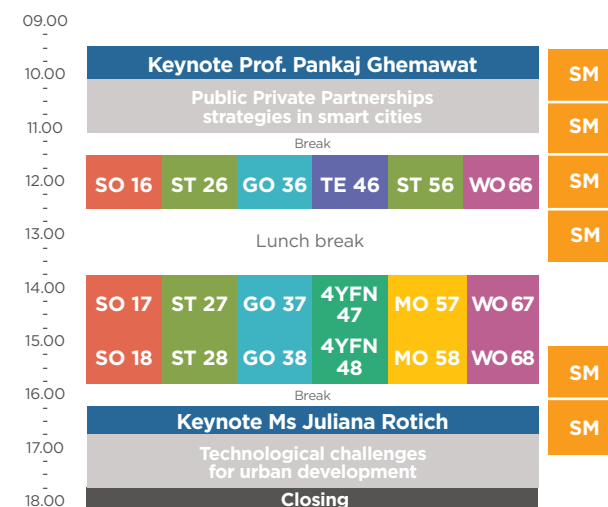 09.00
-
-
-
10.00
-
-
-
11.00
-
-
-
12.00
-
-
-
13.00
-
-
-
14.00
-
-
-
15.00
-
-
-
16.00
-
-
-
17.00
-
-
-
18.00
Keynote Prof. Pankaj Ghemawat
Public Private Partnerships
strategies in smart cities
Break
SO 16 ST 26 GO 36 TE 46 ST 56 WO 66
Lunch break
SO 17 ST 27 GO 37 4YFN 47 MO 57 WO 67
SO 18 ST 28 GO 38 4YFN 48 MO 58 WO 68
Break
Keynote Ms Juliana Rotich
Technological challenges
for urban development
Closing
SM
SM
SM
SM
SM
SM